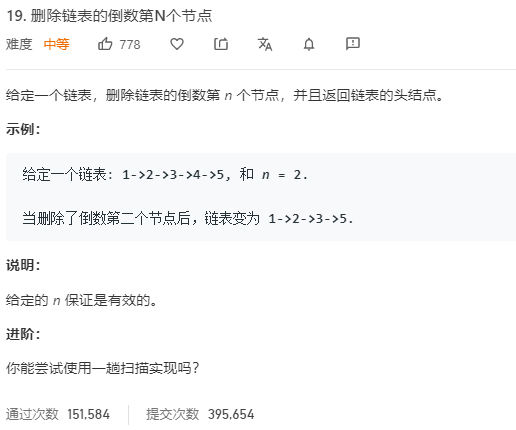 19. 删除链表的倒数第N个节点
难度 中等 778
给定一个链表，删除链表的倒数第 n 个节点，并且返回链表的头结点。
示例：
给定一个链表: 1->2->3->4->5, 和 n = 2.
当删除了倒数第二个节点后，链表变为 1->2->3->5.
说明：
给定的 n 保证是有效的。
进阶：
你能尝试使用一趟扫描实现吗？
通过次数 151,584 提交次数 395,654